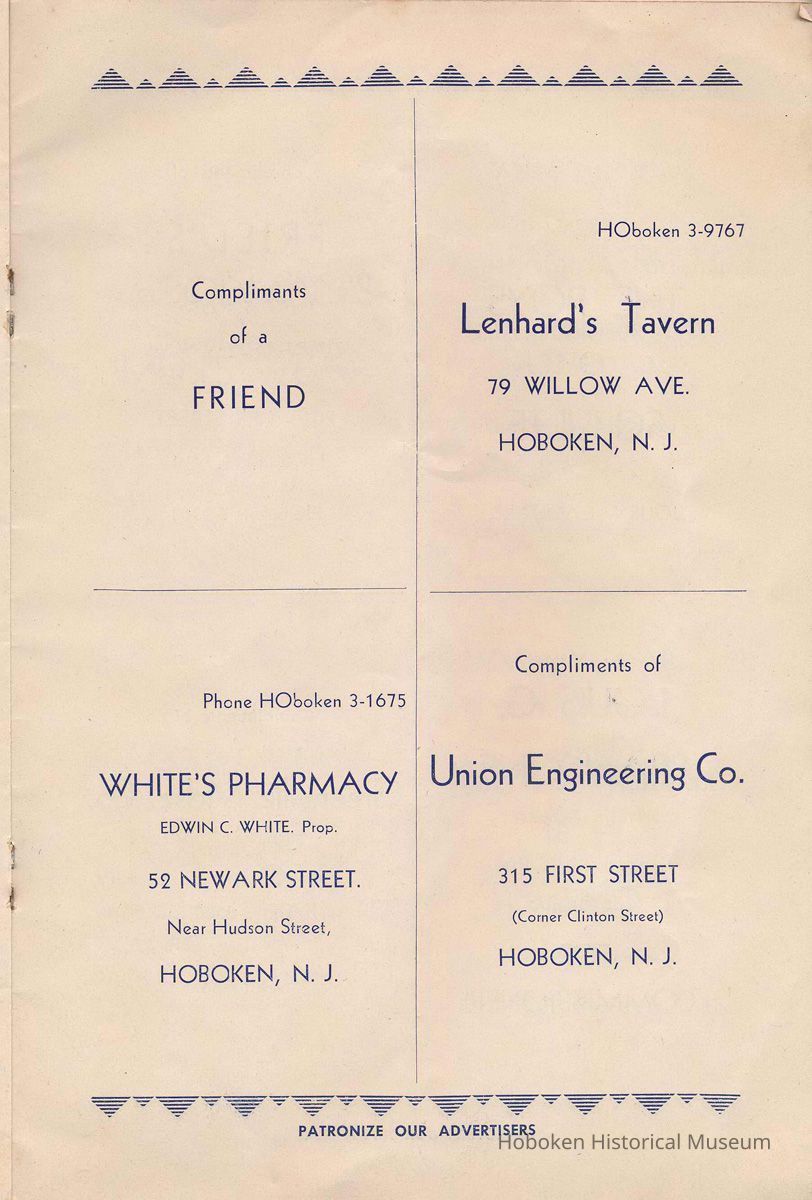 Complimants
of a
FRIEND
HOboken 3-9767
Lenhard's Tavern
79 WILLOW AVE.
HOBOKEN, N. J.
Phone HOboken 3-1675
WHITE'S PHARMACY
EDWIN C. WHITE. Prop.
52 NEWARK STREET.
Near Hudson Street,
HOBOKEN, N. J.
Compliments of
Union Engineering Co.
315 FIRST STREET
(Corner Clinton Street)
HOBOKEN, N. J.
PATRONIZE OUR ADVERTISERS
Hoboken Historical Museum